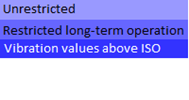 Unrestricted
Restricted long-term operation
Vibration values above ISO